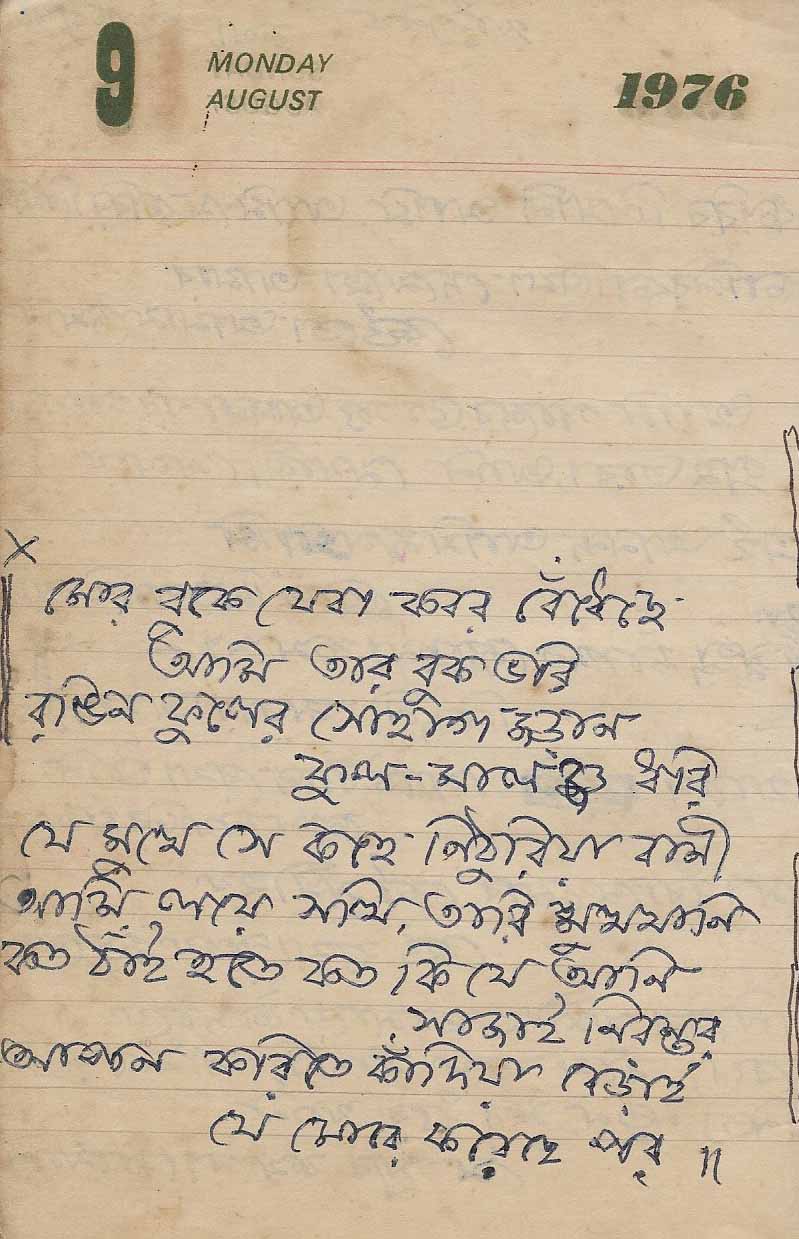 9 MONDAY AUGUST 1976
মোর বুকে যেবা কবর বেঁধেছে
আমি তার বুক ভরি
রঙিন ফুলের সোহাগ জড়ান
ফুল-মালঞ্চ ধরি
যে মুখে সে কহে নিঠুরিয়া বাণী
আমি লয়ে সখি, তারি মুখখানি
কত ঠাঁই হতে কত কি যে আনি
সাজাই নিরন্তর
আপন করিতে কাঁদিয়া বেড়াই
যে মোরে করেছে পর॥